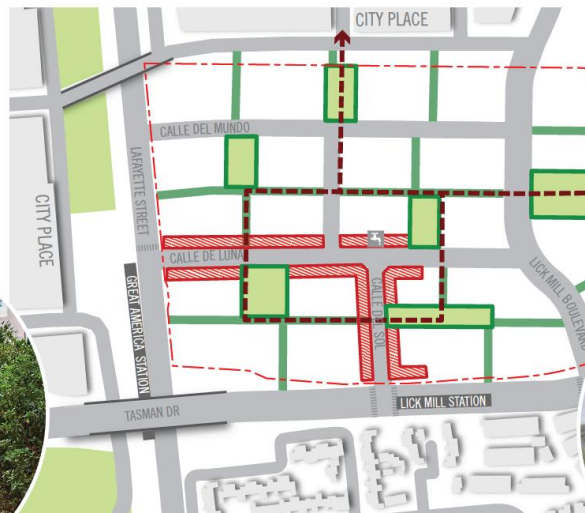 CITY PLACE
CALLE DEL MUNDO
LAFAYETTE STREET
CITY PLACE
CALLE DE LUNA
GREAT AMERICA STATION
CALLE DEL SOL
LICK MILL BOULEVARD
LICK MILL STATION
TASMAN DR